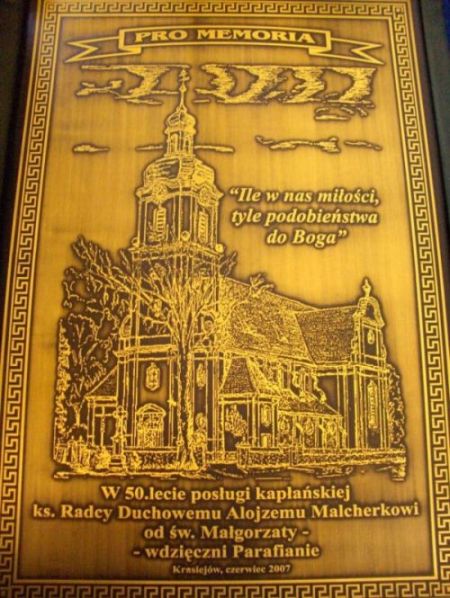 PRO MEMORIA
"Ile w nas miłości,
tyle podobieństwa
do Boga"
W 50.lecie posługi kapłańskiej
ks. Radcy Duchowemu Alojzemu Malcherkowi
od św. Małgorzaty -
- wdzięczni Parafianie
Krasiejów, czerwiec 2007